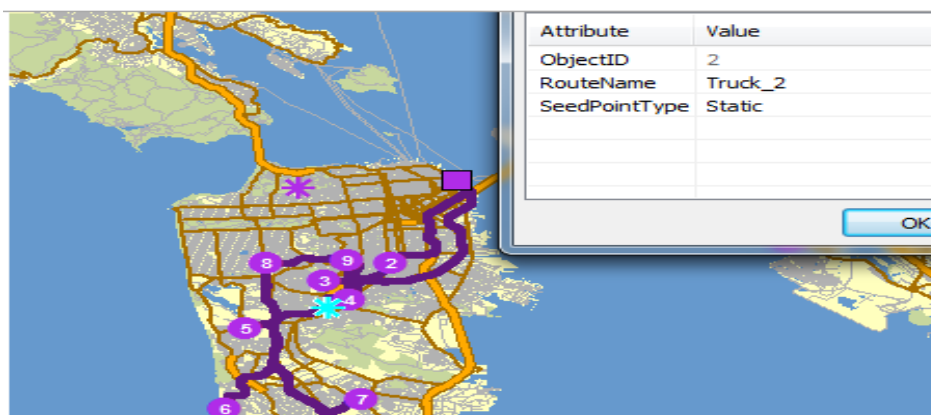 Attribute Value
ObjectID 2
RouteName Truck_2
SeedPointType Static
OK
8 9 2
3
4
5
7
6